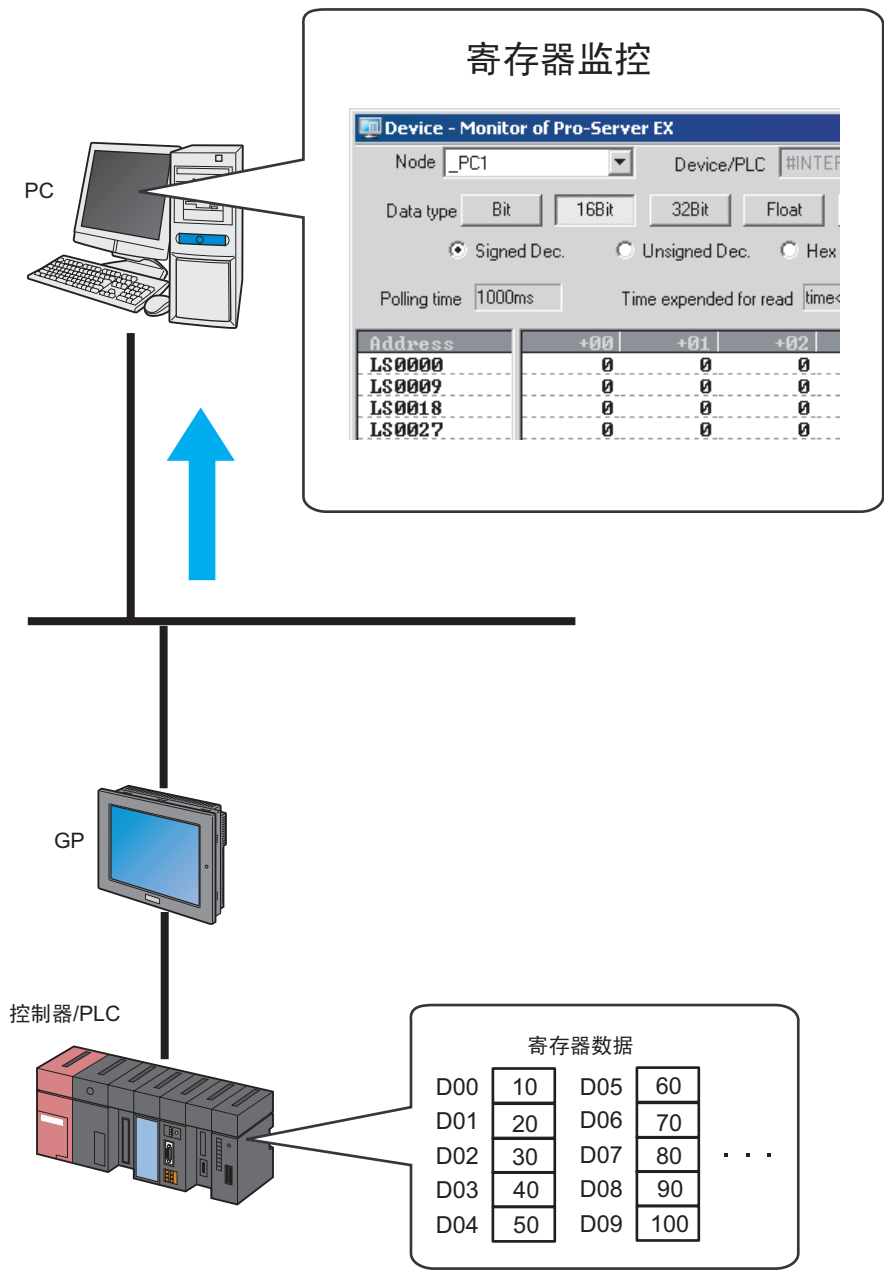 寄存器监控
Device - Monitor of Pro-Server EX
Node _PC1 Device/PLC #INTER
Data type Bit 16Bit 32Bit Float
Signed Dec. Unsigned Dec. Hex
Polling time 1000ms Time expended for read time<
Address +00 +01 +02
LS0000 0 0 0
LS0009 0 0 0
LS0018 0 0 0
LS0027 0 0 0
PC
GP
控制器/PLC
寄存器数据
D00 10 D05 60
D01 20 D06 70
D02 30 D07 80 · · ·
D03 40 D08 90
D04 50 D09 100